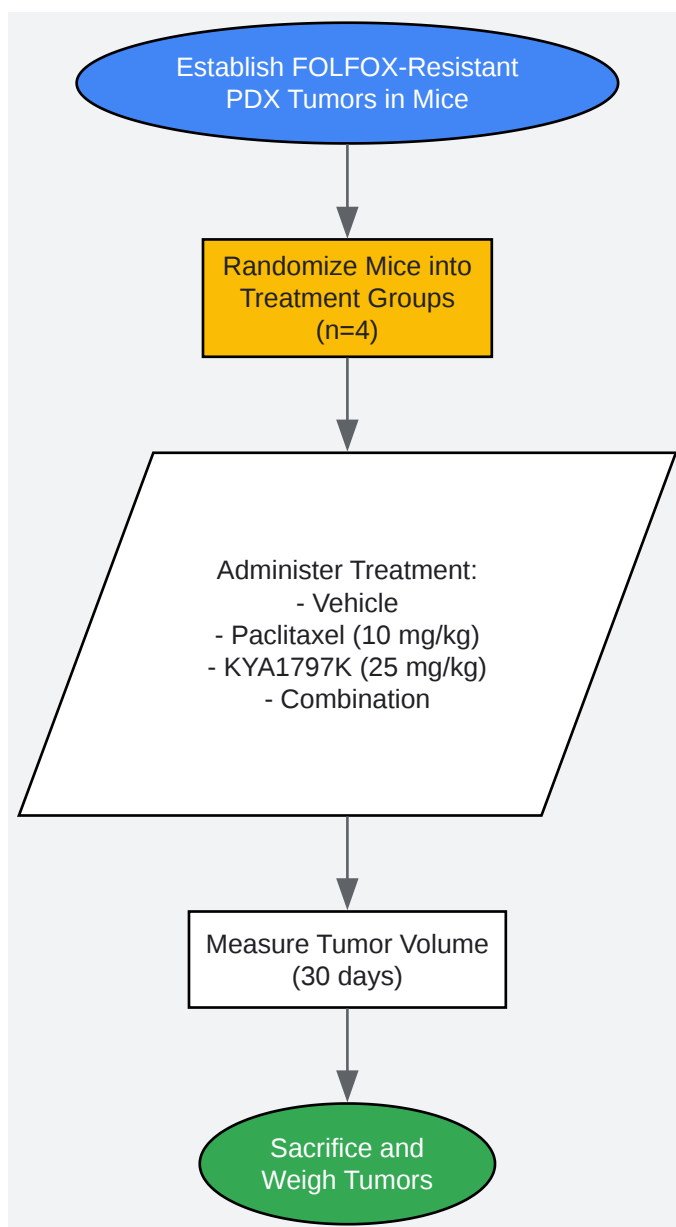 Establish FOLFOX-Resistant
PDX Tumors in Mice
Randomize Mice into
Treatment Groups
(n=4)
Administer Treatment:
- Vehicle
- Paclitaxel (10 mg/kg)
- KYA1797K (25 mg/kg)
- Combination
Measure Tumor Volume
(30 days)
Sacrifice and
Weigh Tumors